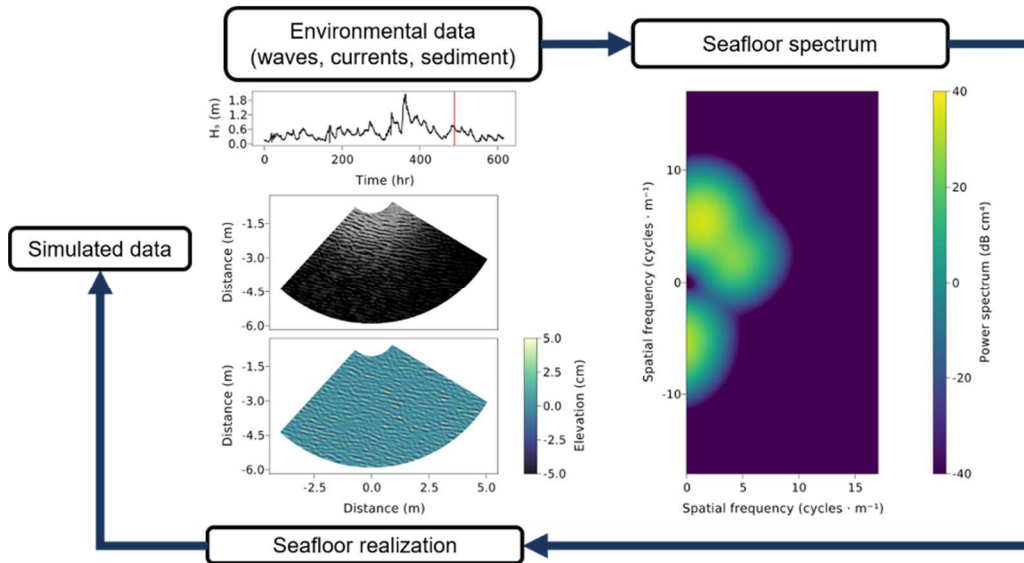 Environmental data
(waves, currents, sediment)
Seafloor spectrum
1.8
1.2
0.6
0.0
Hₛ (m)
0
200
400
600
Time (hr)
Simulated data
-1.5
-3.0
-4.5
-6.0
Distance (m)
-1.5
-3.0
-4.5
-6.0
Distance (m)
-2.5
0.0
2.5
5.0
Distance (m)
5.0
2.5
0.0
-2.5
-5.0
Elevation (cm)
10
0
-10
Spatial frequency (cycles · m⁻¹)
0
5
10
15
Spatial frequency (cycles · m⁻¹)
40
20
0
-20
-40
Power spectrum (dB cm⁴)
Seafloor realization